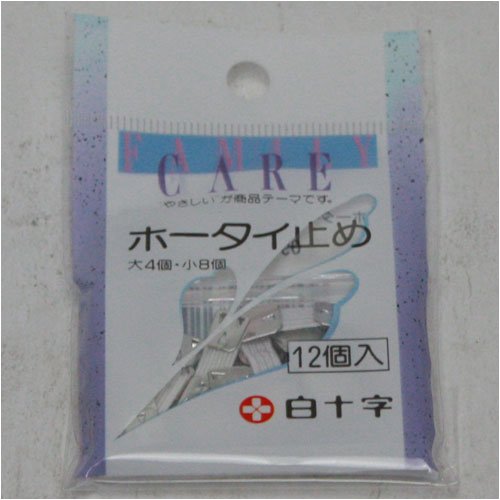 FAMILY
CARE
"やさしい"が商品テーマです。
ホータイ止め
大4個・小8個
12個入
白十字